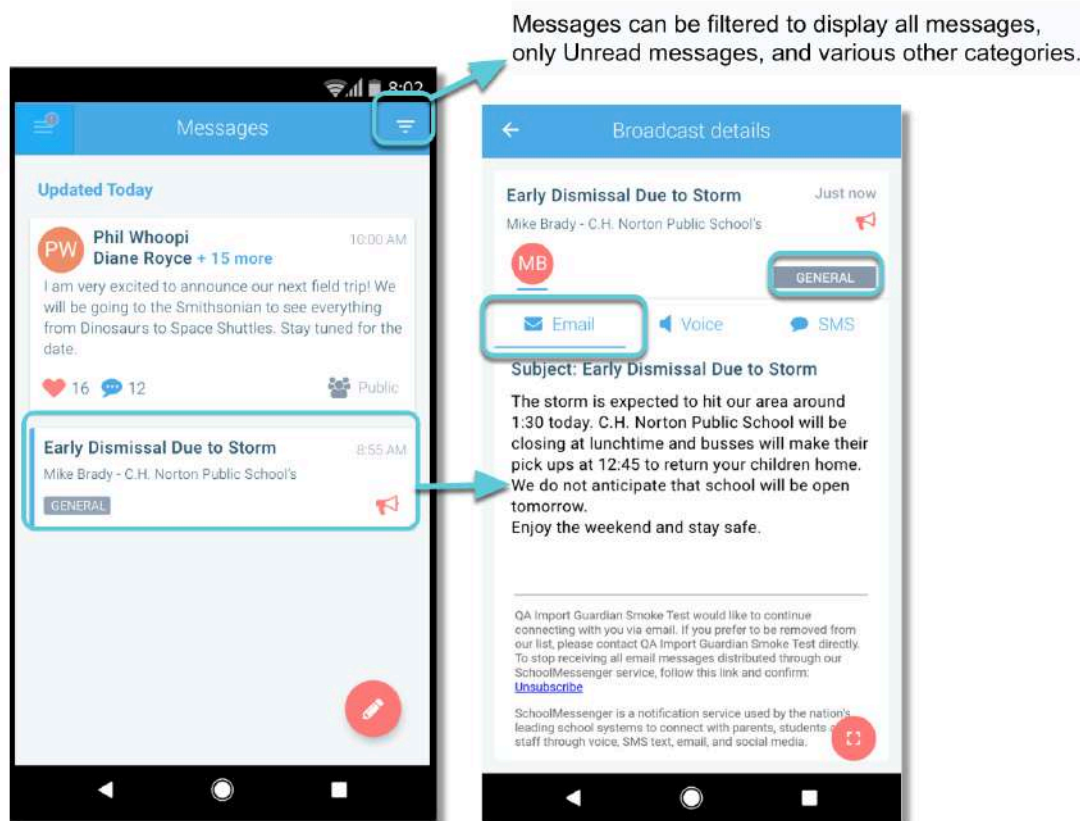 Messages can be filtered to display all messages,
only Unread messages, and various other categories.
8:02
Messages
Updated Today
PW
Phil Whoopi
10:00 AM
Diane Royce + 15 more
I am very excited to announce our next field trip! We
will be going to the Smithsonian to see everything
from Dinosaurs to Space Shuttles. Stay tuned for the
date.
16 12 Public
Early Dismissal Due to Storm
8:55 AM
Mike Brady - C.H. Norton Public School's
GENERAL
Broadcast details
Early Dismissal Due to Storm
Just now
Mike Brady - C.H. Norton Public School's
MB
GENERAL
Email Voice SMS
Subject: Early Dismissal Due to Storm
The storm is expected to hit our area around
1:30 today. C.H. Norton Public School will be
closing at lunchtime and busses will make their
pick ups at 12:45 to return your children home.
We do not anticipate that school will be open
tomorrow.
Enjoy the weekend and stay safe.
QA Import Guardian Smoke Test would like to continue
connecting with you via email. If you prefer to be removed from
our list, please contact QA Import Guardian Smoke Test directly.
To stop receiving all email messages distributed through our
SchoolMessenger service, follow this link and confirm:
Unsubscribe
SchoolMessenger is a notification service used by the nation's
leading school systems to connect with parents, students
staff through voice, SMS text, email, and social media.